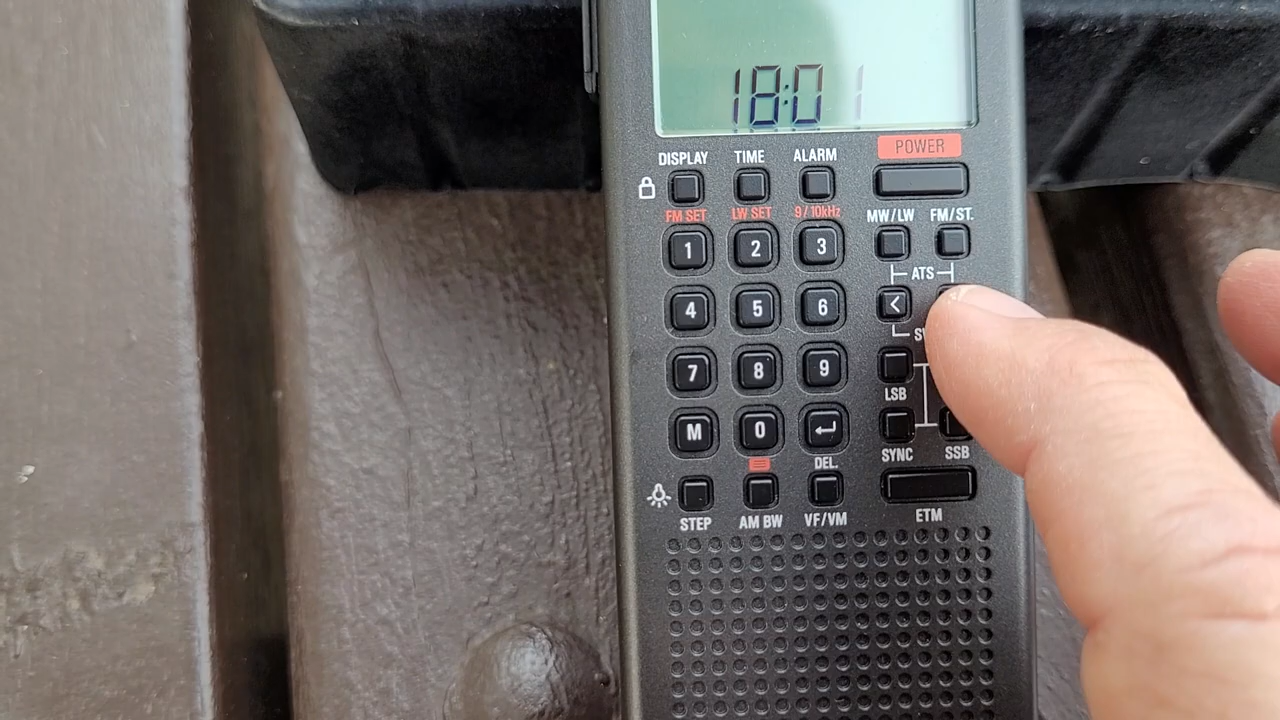 18:01
DISPLAY TIME ALARM POWER
FM SET LW SET 9/10kHz MW/LW FM/ST.
1 2 3
ATS
4 5 6 <
7 8 9
LSB
M 0 ↵
DEL. SYNC SSB
STEP AM BW VF/VM ETM